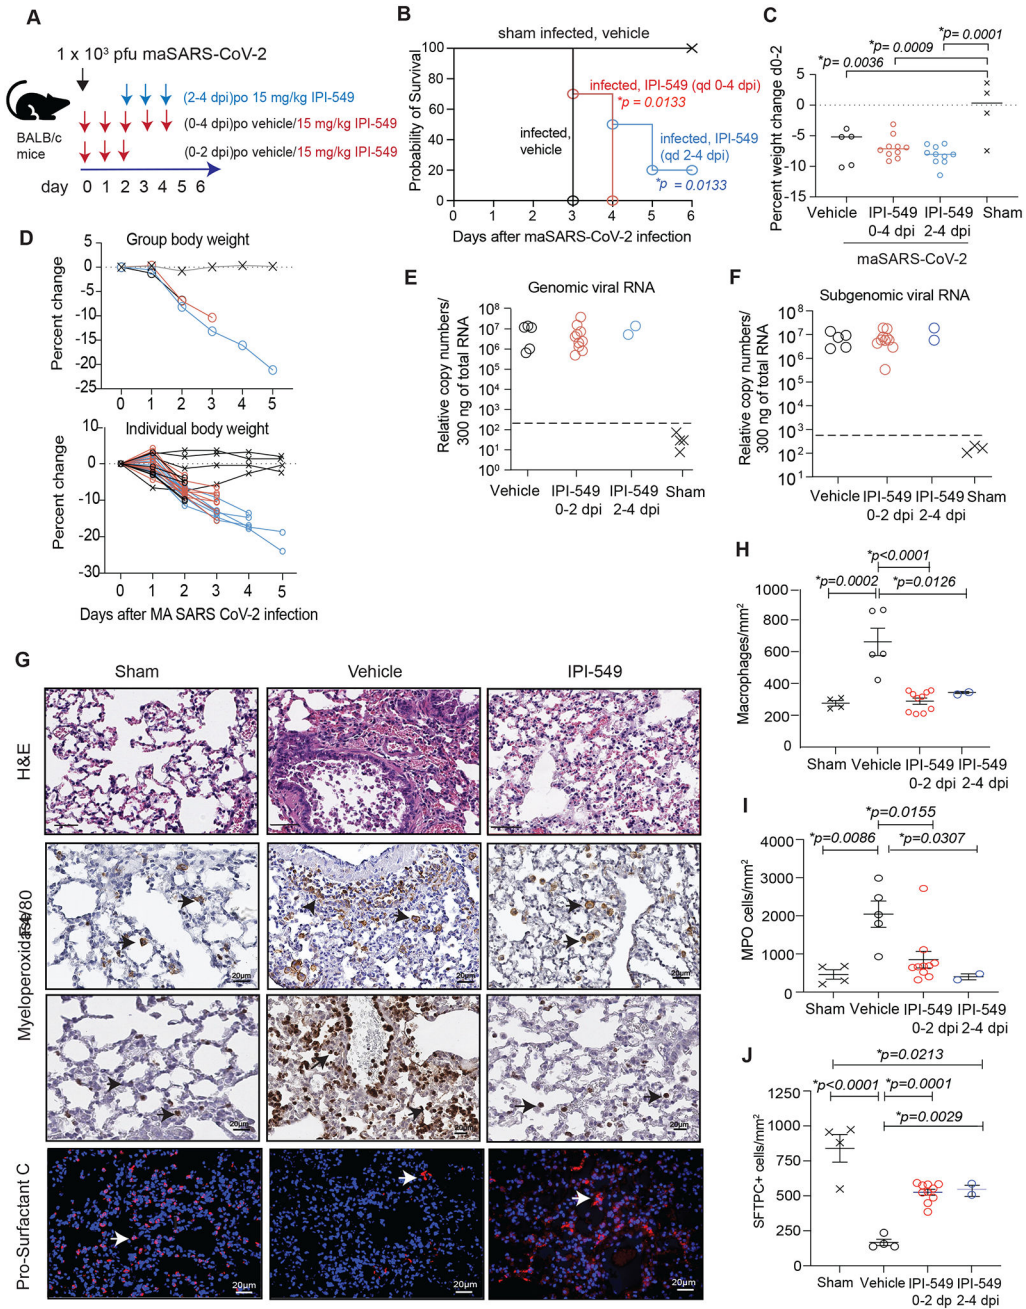 A
1 x 10³ pfu maSARS-CoV-2
BALB/c
mice
(2-4 dpi)po 15 mg/kg IPI-549
(0-4 dpi)po vehicle/15 mg/kg IPI-549
(0-2 dpi)po vehicle/15 mg/kg IPI-549
day 0 1 2 3 4 5 6
B
sham infected, vehicle
Probability of Survival
100
80
60
40
20
0
infected, IPI-549 (qd 0-4 dpi)
*p = 0.0133
infected,
vehicle
infected, IPI-549
(qd 2-4 dpi)
*p = 0.0133
0 0 1 2 3 4 5 6
Days after maSARS-CoV-2 infection
C
*p= 0.0001
*p= 0.0009
*p= 0.0036
Percent weight change d0-2
5
0
-5
-10
-15
Vehicle IPI-549 IPI-549 Sham
0-4 dpi 2-4 dpi
maSARS-CoV-2
D
Group body weight
Percent change
5
0
-5
-10
-15
-20
-25
0 1 2 3 4 5
Individual body weight
Percent change
10
0
-10
-20
-30
0 1 2 3 4 5
Days after MA SARS CoV-2 infection
E
Genomic viral RNA
Relative copy numbers/
300 ng of total RNA
10⁸
10⁷
10⁶
10⁵
10⁴
10³
10²
10¹
10⁰
Vehicle IPI-549 IPI-549 Sham
0-2 dpi 2-4 dpi
F
Subgenomic viral RNA
Relative copy numbers/
300 ng of total RNA
10⁸
10⁷
10⁶
10⁵
10⁴
10³
10²
10¹
Vehicle IPI-549 IPI-549 Sham
0-2 dpi 2-4 dpi
G
Sham Vehicle IPI-549
H&E
F4/80
20µm 20µm 20µm
Myeloperoxidase
20µm 20µm 20µm
Pro-Surfactant C
20µm 20µm 20µm
H
*p<0.0001
*p=0.0002 *p=0.0126
Macrophages/mm²
1000
800
600
400
200
0
Sham Vehicle IPI-549 IPI-549
0-2 dpi 2-4 dpi
I
*p=0.0155
*p=0.0086 *p=0.0307
MPO cells/mm²
4000
3000
2000
1000
0
Sham Vehicle IPI-549 IPI-549
0-2 dpi 2-4 dpi
J
*p=0.0213
*p<0.0001 *p=0.0001
*p=0.0029
SFTPC+ cells/mm²
1250
1000
750
500
250
0
Sham Vehicle IPI-549 IPI-549
0-2 dp 2-4 dpi